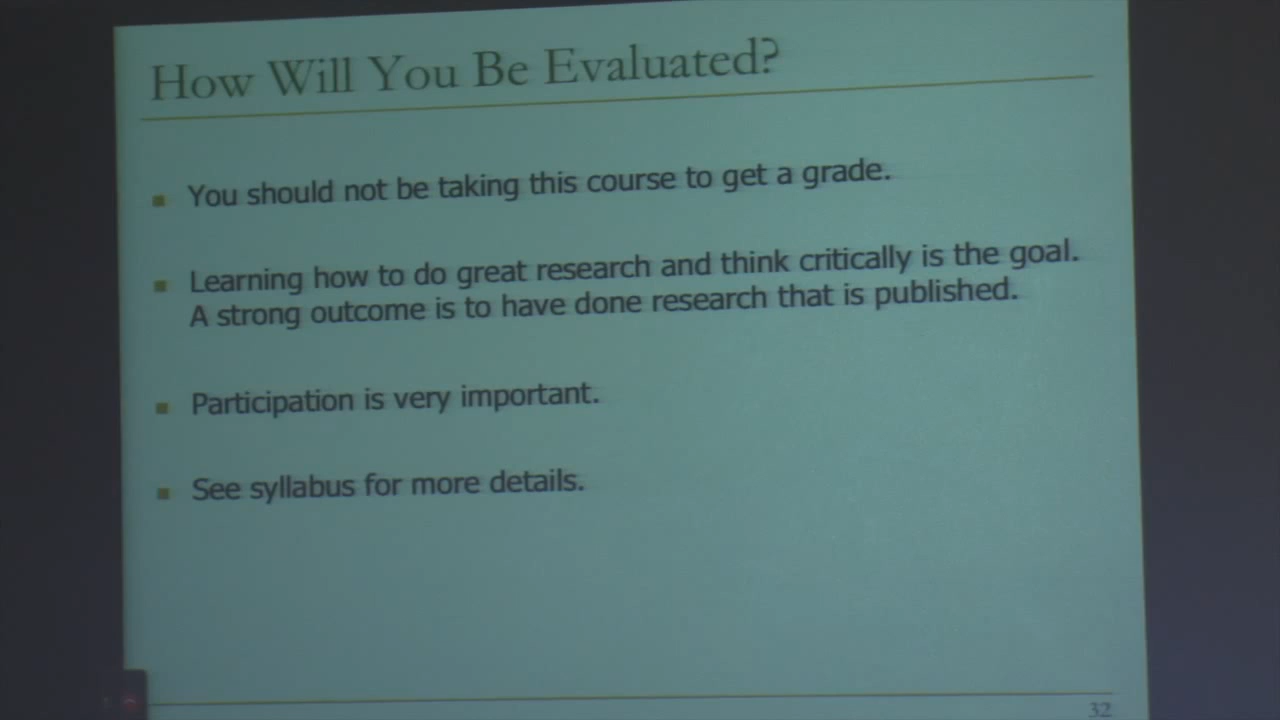 How Will You Be Evaluated?
You should not be taking this course to get a grade.
Learning how to do great research and think critically is the goal.
A strong outcome is to have done research that is published.
Participation is very important.
See syllabus for more details.
32